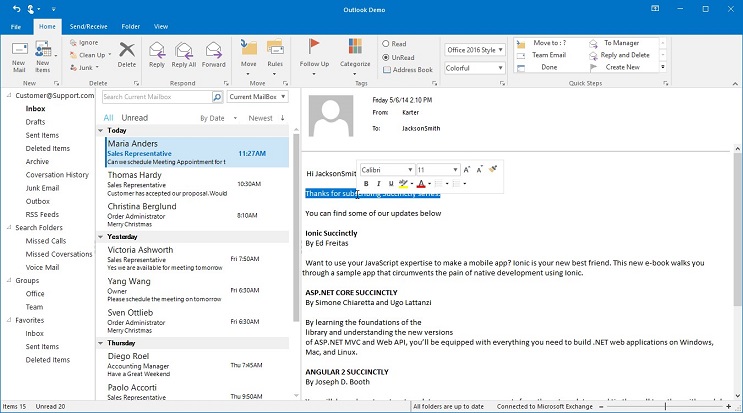 Outlook Demo
File
Home
Send/Receive
Folder
View
New Mail
New Items
New
Ignore
Clean Up
Junk
Delete
Delete
Reply
Reply All
Forward
Respond
Move
Rules
Move
Follow Up
Categorize
Read
UnRead
Address Book
Tags
Office 2016 Style
Colorful
Move to : ?
Team Email
Done
To Manager
Reply and Delete
Create New
Quick Steps
Customer@Support.com
Inbox
Drafts
Sent Items
Deleted Items
Archive
Coversation History
Junk Email
Outbox
RSS Feeds
Search Folders
Missed Calls
Missed Conversations
Voice Mail
Groups
Office
Team
Favorites
Inbox
Sent Items
Deleted Items
Search Current Mailbox
Current MailBox
All Unread By Date Newest
Today
Maria Anders
Sales Representative 11:27AM
Can we schedule Meeting Appointment for t
Thomas Hardy
Sales Representative 10:30AM
Customer has accepted our proposal.Would
Christina Berglund
Order Administrator 8:10AM
Merry Christmas
Yesterday
Victoria Ashworth
Sales Representative Fri 7:50AM
Yes we are available for meeting tomorrow
Yang Wang
Owner Fri 6:30AM
Please schedule the meeting on tomorrow
Sven Ottlieb
Order Administrator Fri 6:30AM
Merry Christmas
Thursday
Diego Roel
Accounting Manager Thu 7:45AM
Have a Great Weekend
Paolo Accorti
Sales Representative Thu 9:50AM
Friday 5/6/14 2.10 PM
From: Karter
To: JacksonSmith
Calibri 11
B I U
Hi JacksonSmit
Thanks for subs
You can find some of our updates below
Ionic Succinctly
By Ed Freitas
Want to use your JavaScript expertise to make a mobile app? Ionic is your new best friend. This new e-book walks you
through a sample app that circumvents the pain of native development using Ionic.
ASP.NET CORE SUCCINCTLY
By Simone Chiaretta and Ugo Lattanzi
By learning the foundations of the
library and understanding the new versions
of ASP.NET MVC and Web API, you'll be equipped with everything you need to build .NET web applications on Windows,
Mac, and Linux.
ANGULAR 2 SUCCINCTLY
By Joseph D. Booth
Items 15 Unread 20 All folders are up to date Connected to Microsoft Exchange